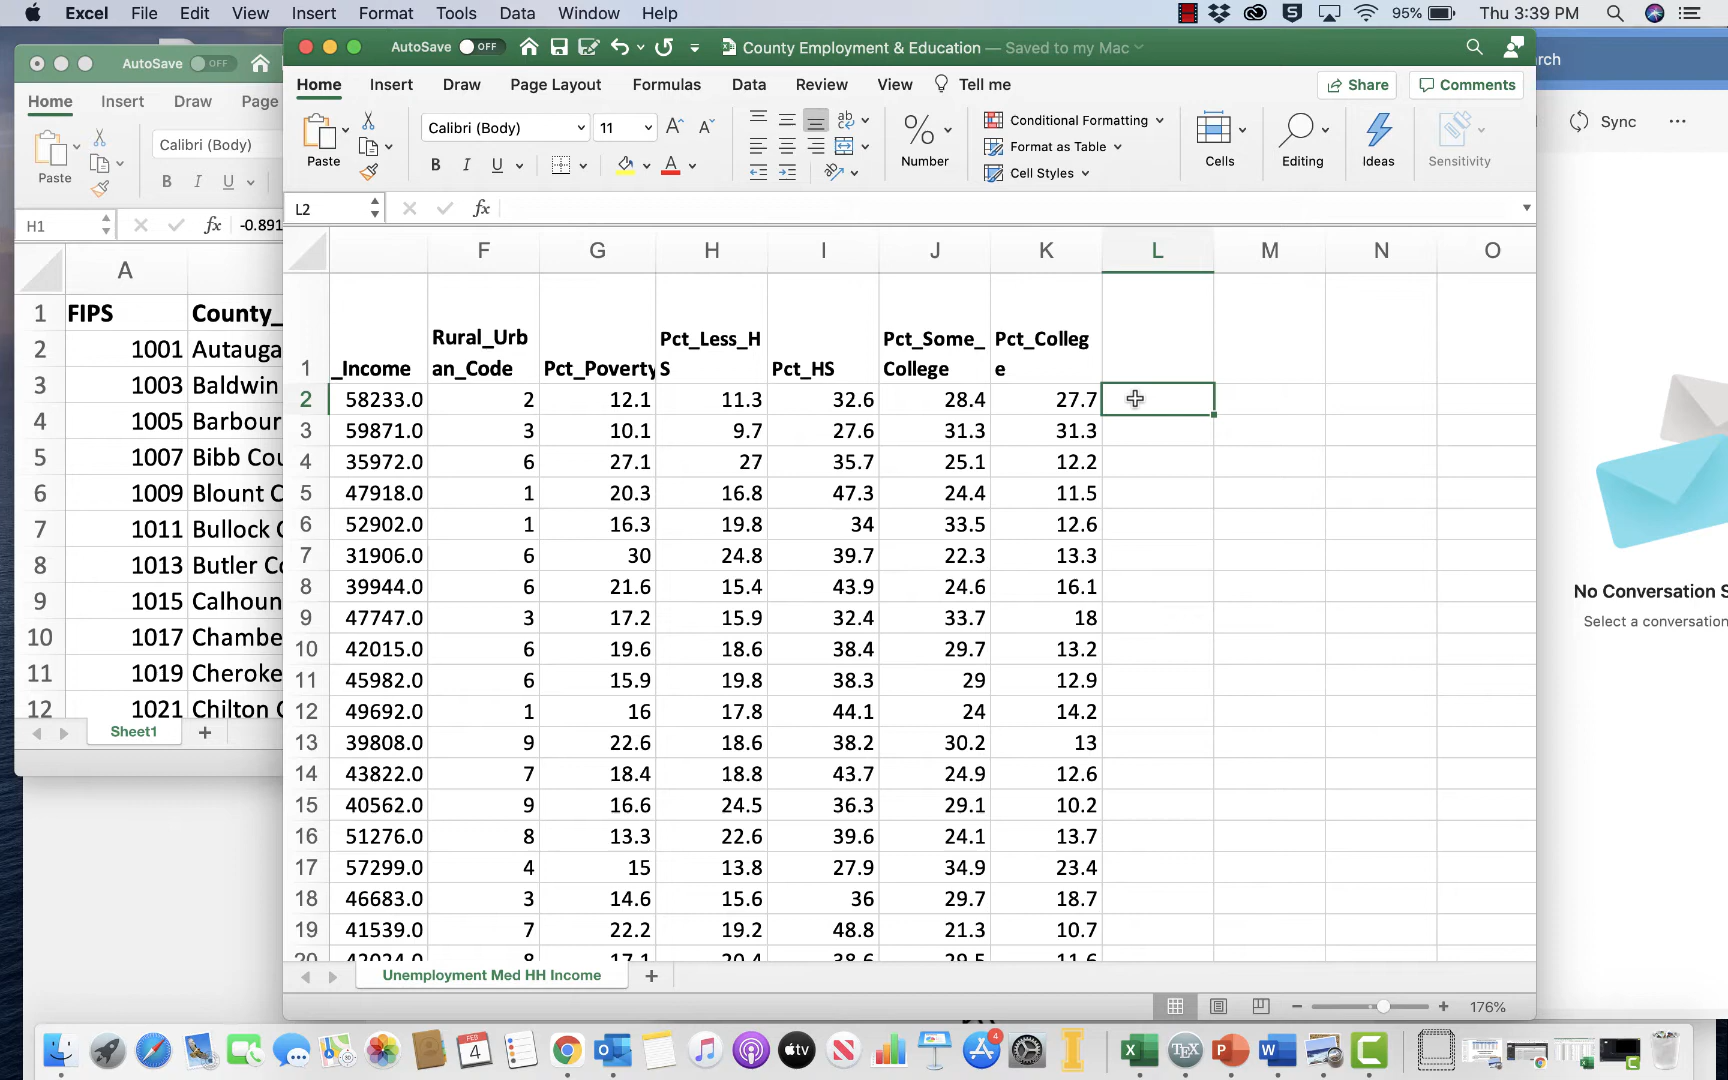 Excel File Edit View Insert Format Tools Data Window Help 95% Thu 3:39 PM
AutoSave OFF
Home Insert Draw Page
Paste
Calibri (Body)
B I U
H1 fx -0.891
A
1 FIPS County_
2 1001 Autauga
3 1003 Baldwin
4 1005 Barbour
5 1007 Bibb Cou
6 1009 Blount C
7 1011 Bullock C
8 1013 Butler Co
9 1015 Calhoun
10 1017 Chambe
11 1019 Cheroke
12 1021 Chilton C
Sheet1 +
AutoSave OFF County Employment & Education — Saved to my Mac
Home Insert Draw Page Layout Formulas Data Review View Tell me Share Comments
Paste
Calibri (Body) 11 A A
B I U A
ab
% Number
Conditional Formatting
Format as Table
Cell Styles
Cells
Editing
Ideas
Sensitivity
L2 fx
F G H I J K L M N O
1 _Income Rural_Urban_Code Pct_Poverty Pct_Less_HS Pct_HS Pct_Some_College Pct_College
2 58233.0 2 12.1 11.3 32.6 28.4 27.7
3 59871.0 3 10.1 9.7 27.6 31.3 31.3
4 35972.0 6 27.1 27 35.7 25.1 12.2
5 47918.0 1 20.3 16.8 47.3 24.4 11.5
6 52902.0 1 16.3 19.8 34 33.5 12.6
7 31906.0 6 30 24.8 39.7 22.3 13.3
8 39944.0 6 21.6 15.4 43.9 24.6 16.1
9 47747.0 3 17.2 15.9 32.4 33.7 18
10 42015.0 6 19.6 18.6 38.4 29.7 13.2
11 45982.0 6 15.9 19.8 38.3 29 12.9
12 49692.0 1 16 17.8 44.1 24 14.2
13 39808.0 9 22.6 18.6 38.2 30.2 13
14 43822.0 7 18.4 18.8 43.7 24.9 12.6
15 40562.0 9 16.6 24.5 36.3 29.1 10.2
16 51276.0 8 13.3 22.6 39.6 24.1 13.7
17 57299.0 4 15 13.8 27.9 34.9 23.4
18 46683.0 3 14.6 15.6 36 29.7 18.7
19 41539.0 7 22.2 19.2 48.8 21.3 10.7
20 42024.0 8 17.1 20.4 38.6 29.5 11.6
Unemployment Med HH Income +
176%
rch
Sync
No Conversation S
Select a conversation
FEB
4
tv
4
X TEX P W C